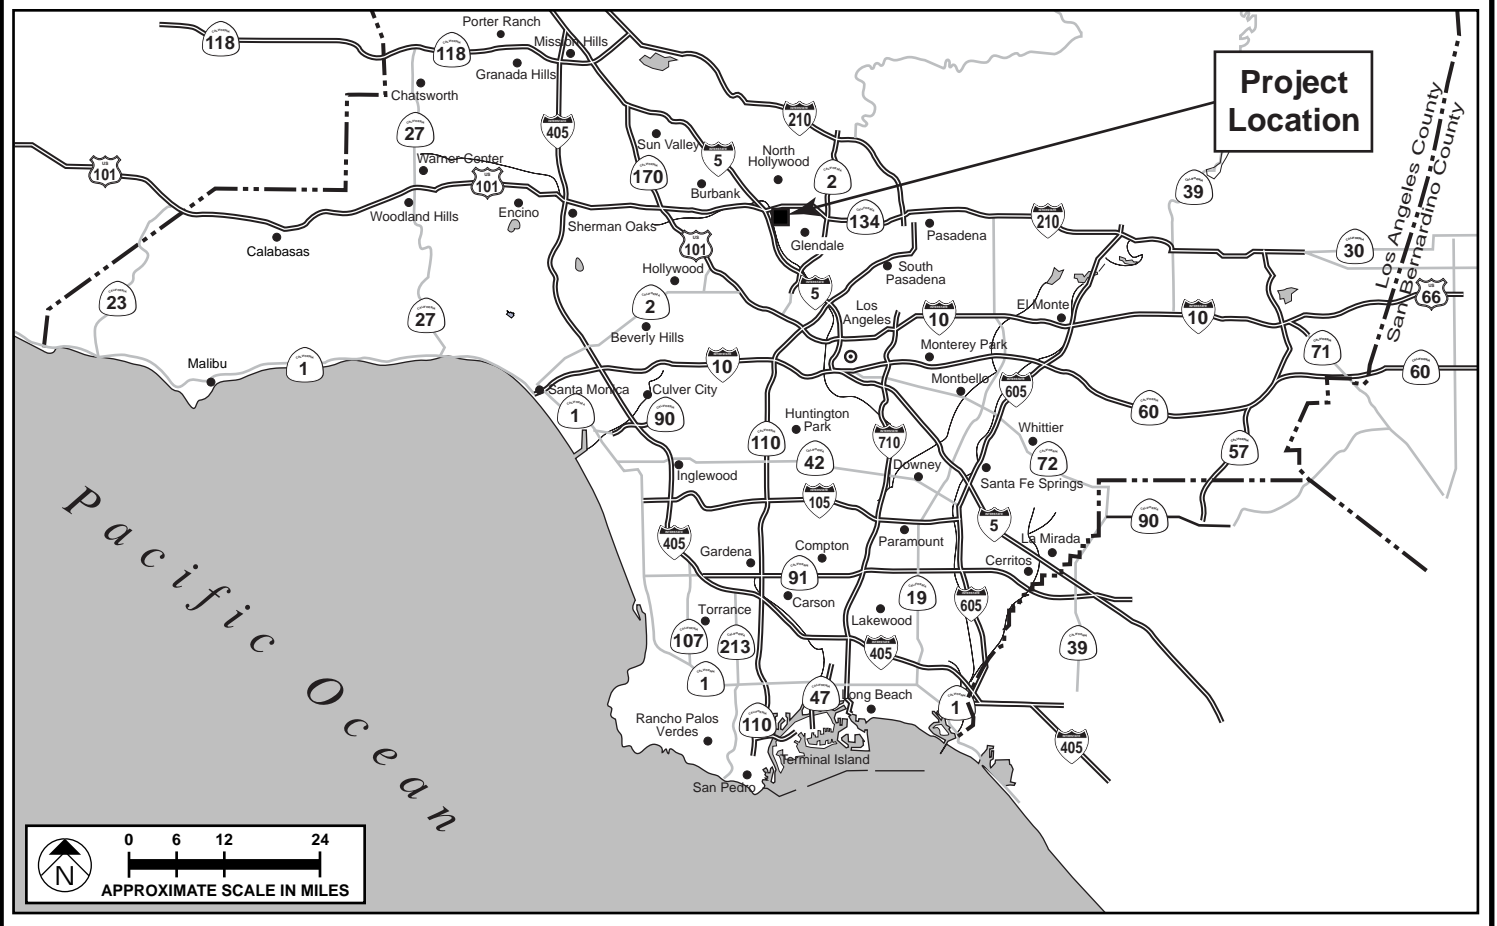 Porter Ranch
118
118
Mission Hills
Granada Hills
Chatsworth
27
405
210
Project
Location
Los Angeles County
San Bernardino County
Sun Valley
5
North
Hollywood
US
101
Warner Center
US
101
170
Burbank
2
39
Woodland Hills
Encino
Sherman Oaks
134
Pasadena
210
Calabasas
US
101
Glendale
30
Hollywood
South
Pasadena
23
27
2
5
Los
Angeles
10
El Monte
10
US
66
Beverly Hills
Monterey Park
71
Malibu
1
10
60
Santa Monica
Culver City
Montbello
605
1
90
Huntington
Park
60
110
710
Whittier
42
72
57
Inglewood
Downey
Santa Fe Springs
105
5
90
405
Paramount
La Mirada
Gardena
Compton
Cerritos
91
Carson
19
605
Torrance
Lakewood
107
213
405
39
1
47
Long Beach
1
Rancho Palos
Verdes
110
405
Terminal Island
San Pedro
Pacific Ocean
0 6 12 24
N
APPROXIMATE SCALE IN MILES